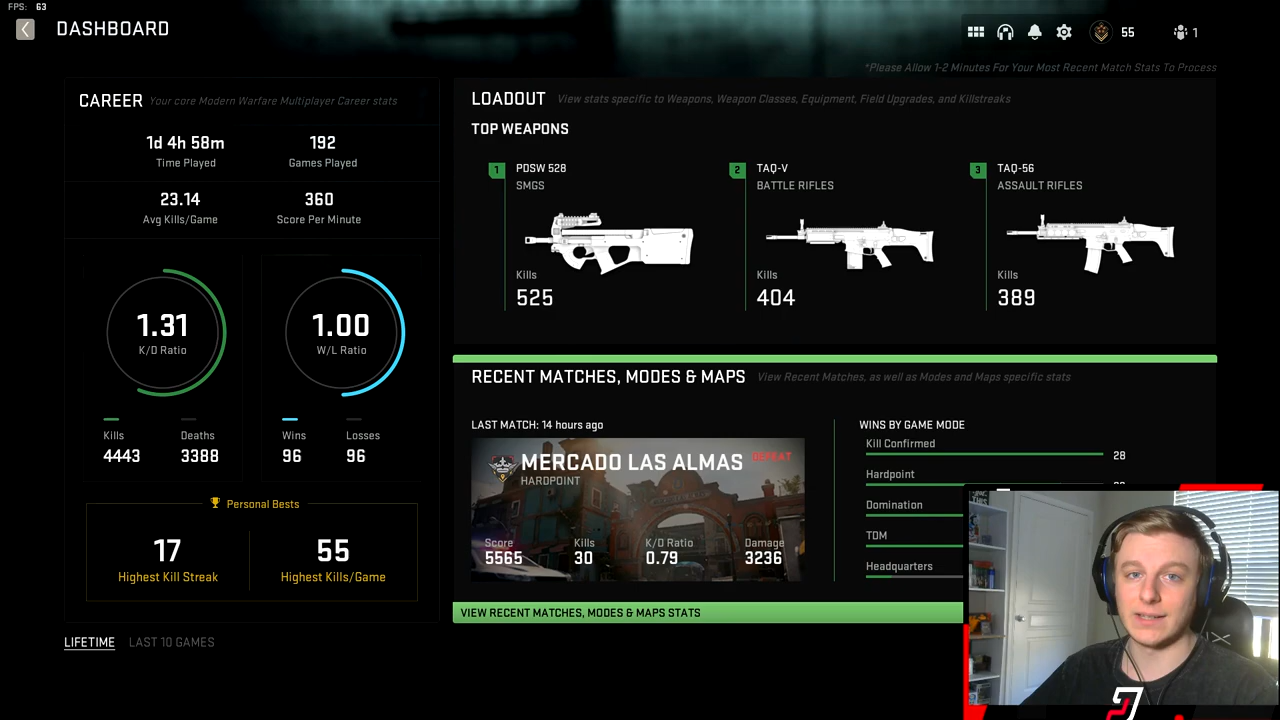 FPS: 63
DASHBOARD
55
1
*Please Allow 1-2 Minutes For Your Most Recent Match Stats To Process
CAREER Your core Modern Warfare Multiplayer Career stats
1d 4h 58m
Time Played
192
Games Played
23.14
Avg Kills/Game
360
Score Per Minute
1.31
K/D Ratio
1.00
W/L Ratio
Kills
4443
Deaths
3388
Wins
96
Losses
96
Personal Bests
17
Highest Kill Streak
55
Highest Kills/Game
LIFETIME
LAST 10 GAMES
LOADOUT View stats specific to Weapons, Weapon Classes, Equipment, Field Upgrades, and Killstreaks
TOP WEAPONS
1
PDSW 528
SMGS
Kills
525
2
TAQ-V
BATTLE RIFLES
Kills
404
3
TAQ-56
ASSAULT RIFLES
Kills
389
RECENT MATCHES, MODES & MAPS View Recent Matches, as well as Modes and Maps specific stats
LAST MATCH: 14 hours ago
MERCADO LAS ALMAS
DEFEAT
HARDPOINT
Score
5565
Kills
30
K/D Ratio
0.79
Damage
3236
WINS BY GAME MODE
Kill Confirmed
28
Hardpoint
Domination
TDM
Headquarters
VIEW RECENT MATCHES, MODES & MAPS STATS